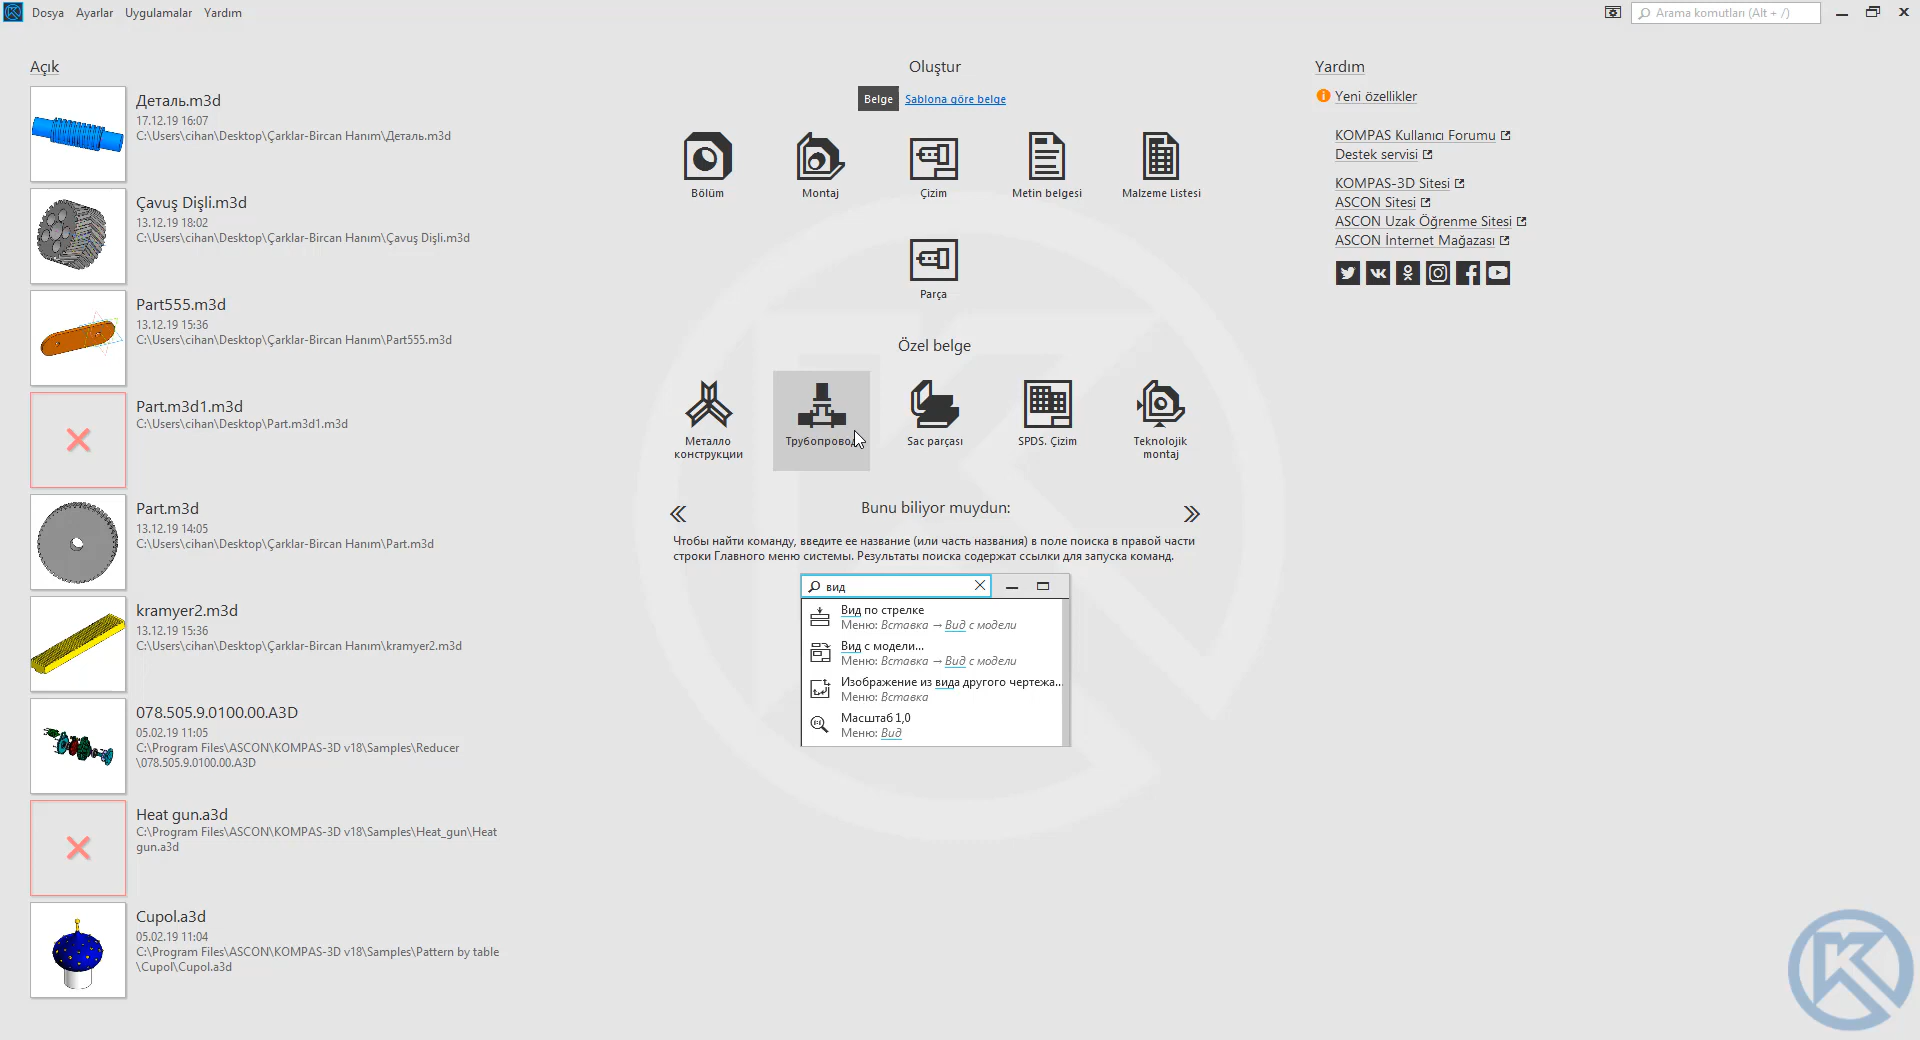 Dosya Ayarlar Uygulamalar Yardım
Arama komutları (Alt + /)
Açık
Деталь.m3d
17.12.19 16:07
C:\Users\cihan\Desktop\Çarklar-Bircan Hanım\Деталь.m3d
Çavuş Dişli.m3d
13.12.19 18:02
C:\Users\cihan\Desktop\Çarklar-Bircan Hanım\Çavuş Dişli.m3d
Part555.m3d
13.12.19 15:36
C:\Users\cihan\Desktop\Çarklar-Bircan Hanım\Part555.m3d
Part.m3d1.m3d
C:\Users\cihan\Desktop\Part.m3d1.m3d
Part.m3d
13.12.19 14:05
C:\Users\cihan\Desktop\Çarklar-Bircan Hanım\Part.m3d
kramyer2.m3d
13.12.19 15:36
C:\Users\cihan\Desktop\Çarklar-Bircan Hanım\kramyer2.m3d
078.505.9.0100.00.A3D
05.02.19 11:05
C:\Program Files\ASCON\KOMPAS-3D v18\Samples\Reducer
\078.505.9.0100.00.A3D
Heat gun.a3d
C:\Program Files\ASCON\KOMPAS-3D v18\Samples\Heat_gun\Heat
gun.a3d
Cupol.a3d
05.02.19 11:04
C:\Program Files\ASCON\KOMPAS-3D v18\Samples\Pattern by table
\Cupol\Cupol.a3d
Oluştur
Belge Şablona göre belge
Bölüm Montaj Çizim Metin belgesi Malzeme Listesi
Parça
Özel belge
Металло
конструкции
Трубопровод
Sac parçası
SPDS. Çizim
Teknolojik
montaj
Bunu biliyor muydun:
Чтобы найти команду, введите ее название (или часть названия) в поле поиска в правой части
строки Главного меню системы. Результаты поиска содержат ссылки для запуска команд.
вид
Вид по стрелке
Меню: Вставка → Вид с модели
Вид с модели...
Меню: Вставка → Вид с модели
Изображение из вида другого чертежа...
Меню: Вставка
Масштаб 1,0
Меню: Вид
Yardım
Yeni özellikler
KOMPAS Kullanıcı Forumu
Destek servisi
KOMPAS-3D Sitesi
ASCON Sitesi
ASCON Uzak Öğrenme Sitesi
ASCON İnternet Mağazası